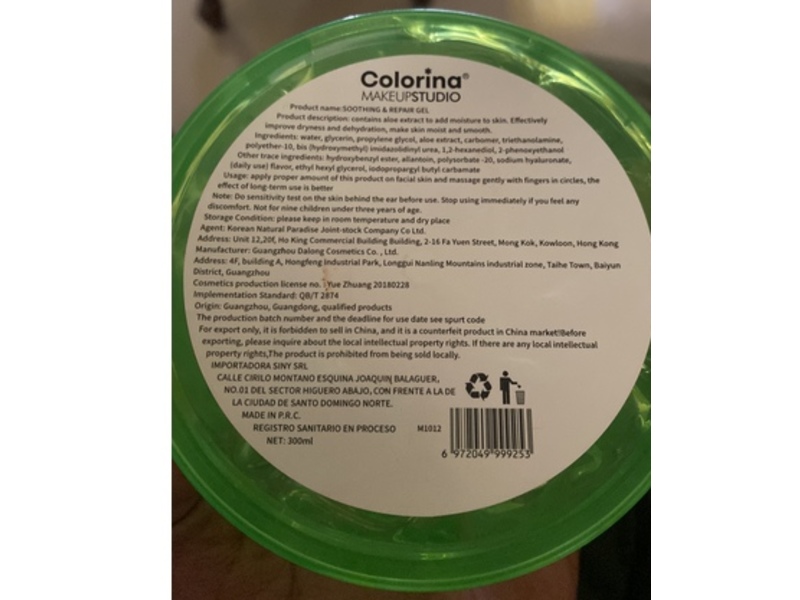 Colorina®
MAKEUPSTUDIO
Product name:SOOTHING & REPAIR GEL
Product description: contains aloe extract to add moisture to skin. Effectively
improve dryness and dehydration, make skin moist and smooth.
Ingredients: water, glycerin, propylene glycol, aloe extract, carbomer, triethanolamine,
polyether-10, bis (hydroxymethyl) imidazolidinyl urea, 1,2-hexanediol, 2-phenoxyethanol
Other trace ingredients: hydroxybenzyl ester, allantoin, polysorbate -20, sodium hyaluronate,
(daily use) flavor, ethyl hexyl glycerol, iodopropargyl butyl carbamate
Usage: apply proper amount of this product on facial skin and massage gently with fingers in circles, the
effect of long-term use is better
Note: Do sensitivity test on the skin behind the ear before use. Stop using immediately if you feel any
discomfort. Not for nine children under three years of age.
Storage Condition: please keep in room temperature and dry place
Agent: Korean Natural Paradise Joint-stock Company Co Ltd.
Address: Unit 12,20f, Ho King Commercial Building Building, 2-16 Fa Yuen Street, Mong Kok, Kowloon, Hong Kong
Manufacturer: Guangzhou Dalong Cosmetics Co. , Ltd.
Address: 4F, building A, Hongfeng Industrial Park, Longgui Nanling Mountains industrial zone, Taihe Town, Baiyun
District, Guangzhou
Cosmetics production license no. : Yue Zhuang 20180228
Implementation Standard: QB/T 2874
Origin: Guangzhou, Guangdong, qualified products
The production batch number and the deadline for use date see spurt code
For export only, it is forbidden to sell in China, and it is a counterfeit product in China market!Before
exporting, please inquire about the local intellectual property rights. If there are any local intellectual
property rights,The product is prohibited from being sold locally.
IMPORTADORA SINY SRL
CALLE CIRILO MONTANO ESQUINA JOAQUIN BALAGUER,
NO.01 DEL SECTOR HIGUERO ABAJO, CON FRENTE A LA DE
LA CIUDAD DE SANTO DOMINGO NORTE.
MADE IN P.R.C.
REGISTRO SANITARIO EN PROCESO M1012
NET: 300ml
6 972049 999253